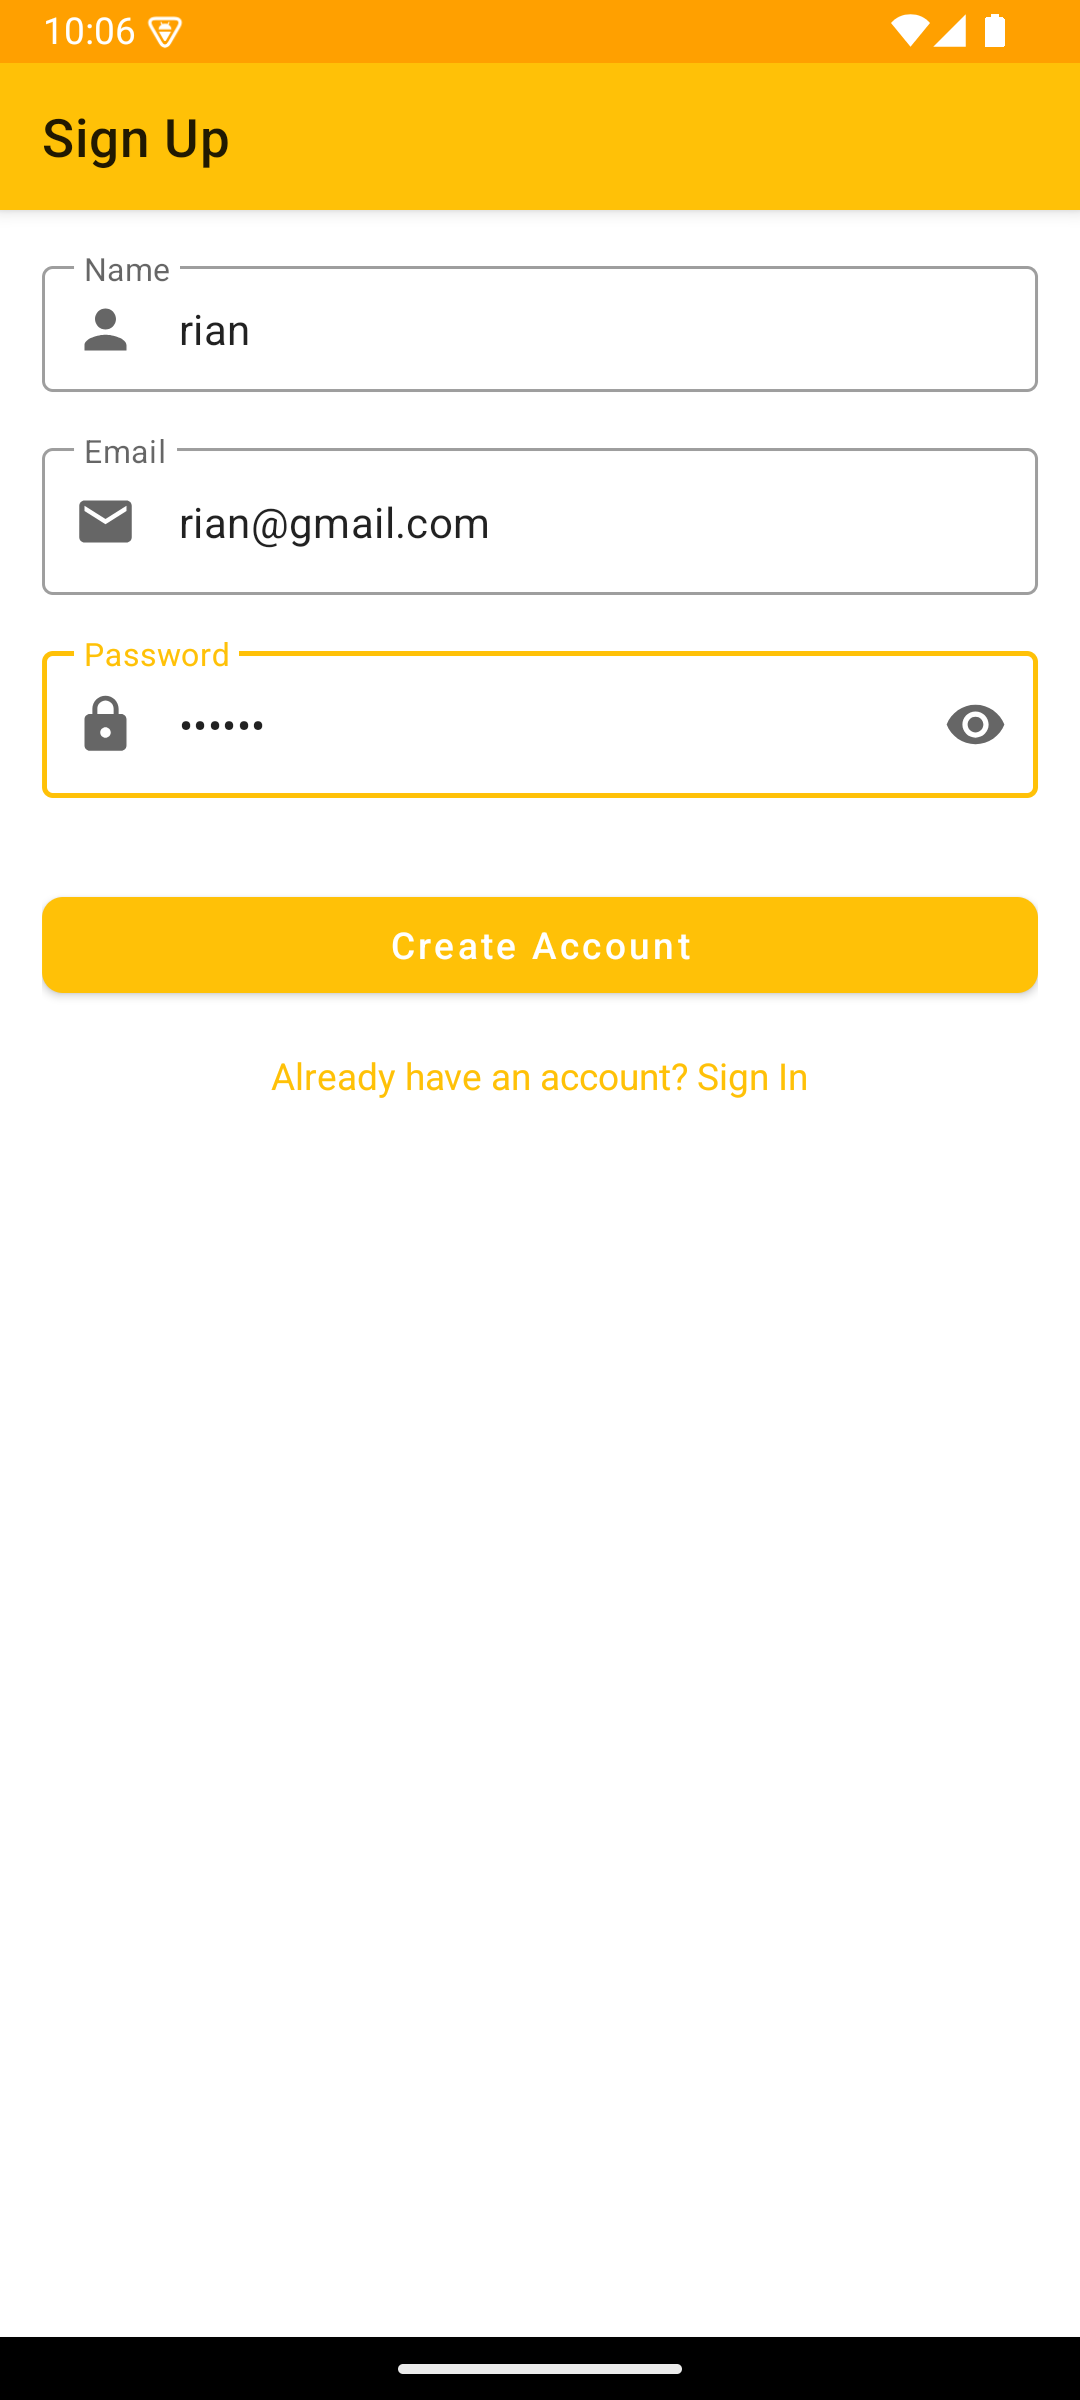 10:06
Sign Up
Name
rian
Email
rian@gmail.com
Password
••••••
Create Account
Already have an account? Sign In